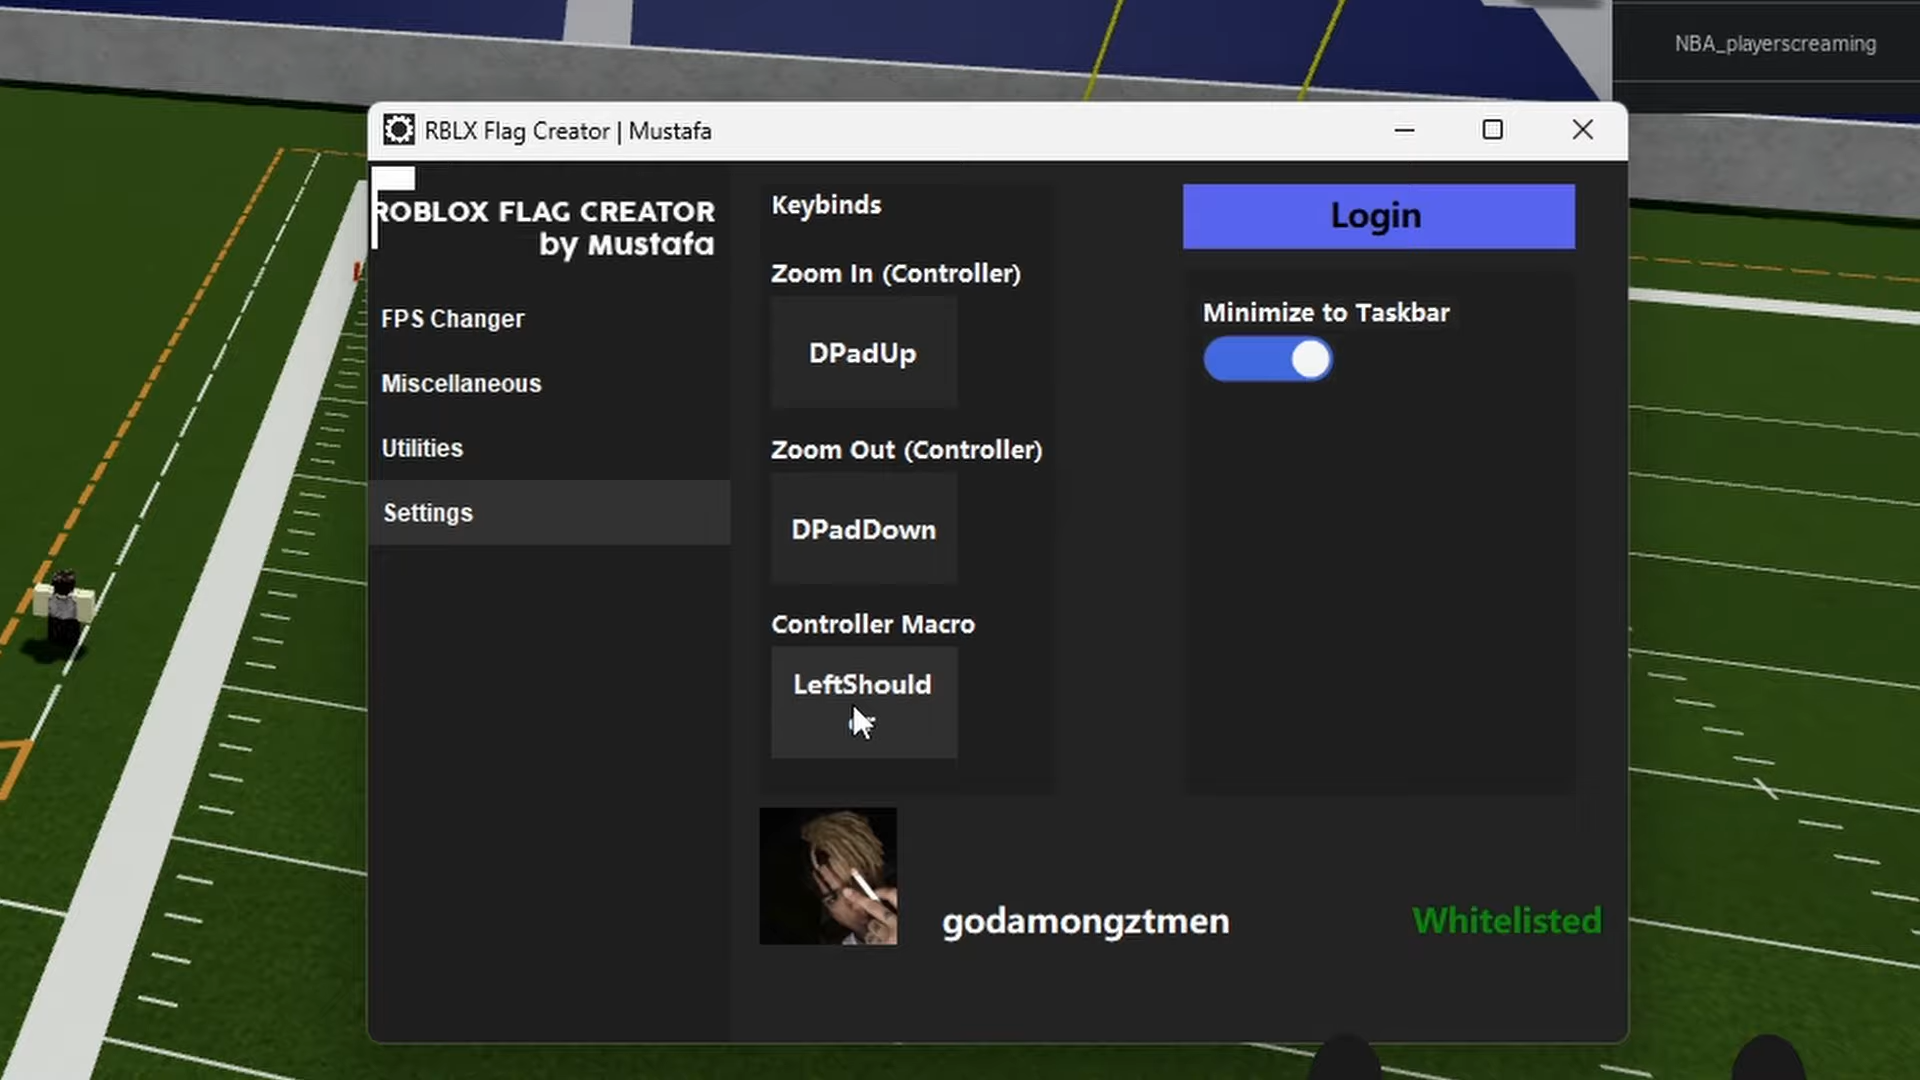 NBA_playerscreaming
RBLX Flag Creator | Mustafa
ROBLOX FLAG CREATOR
by Mustafa
FPS Changer
Miscellaneous
Utilities
Settings
Keybinds
Zoom In (Controller)
DPadUp
Zoom Out (Controller)
DPadDown
Controller Macro
LeftShould
Login
Minimize to Taskbar
godamongztmen
Whitelisted